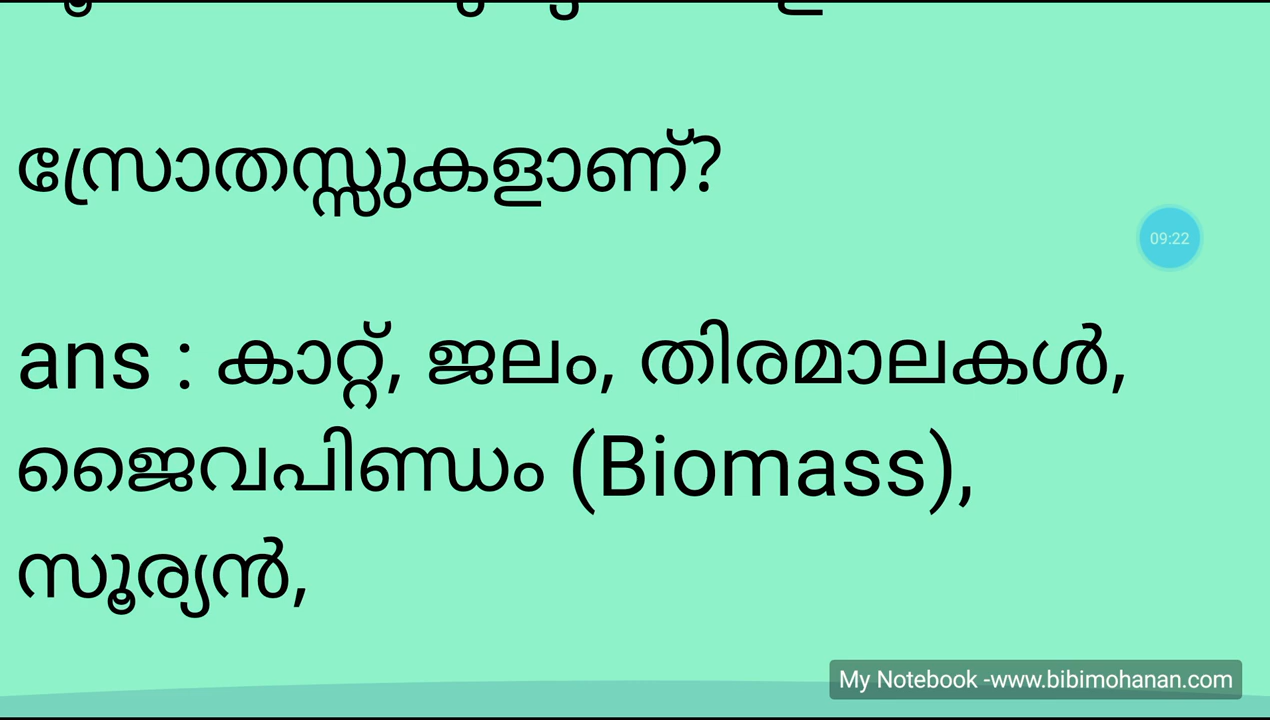 സ്രോതസ്സുകളാണ്?
09:22
ans : കാറ്റ്, ജലം, തിരമാലകൾ,
ജൈവപിണ്ഡം (Biomass),
സൂര്യൻ,
My Notebook -www.bibimohanan.com